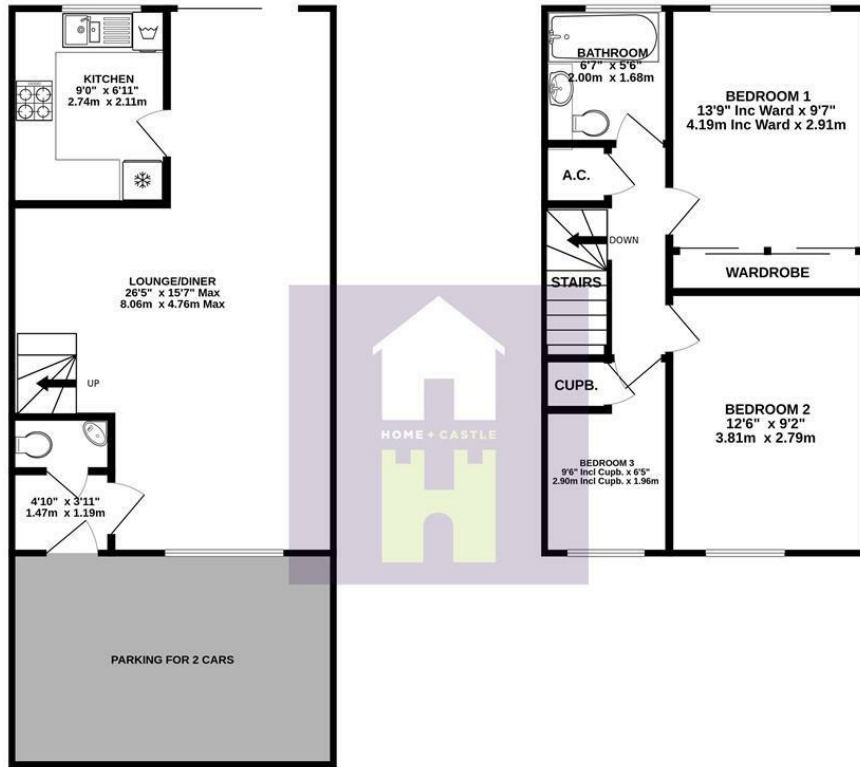 KITCHEN
9'0" x 6'11"
2.74m x 2.11m
LOUNGE/DINER
26'5" x 15'7" Max
8.06m x 4.76m Max
UP
4'10" x 3'11"
1.47m x 1.19m
PARKING FOR 2 CARS
HOME + CASTLE
BATHROOM
6'7" x 5'6"
2.00m x 1.68m
BEDROOM 1
13'9" Inc Ward x 9'7"
4.19m Inc Ward x 2.91m
A.C.
DOWN
STAIRS
WARDROBE
CUPB.
BEDROOM 2
12'6" x 9'2"
3.81m x 2.79m
BEDROOM 3
9'6" Incl Cupb. x 6'5"
2.90m Incl Cupb. x 1.96m